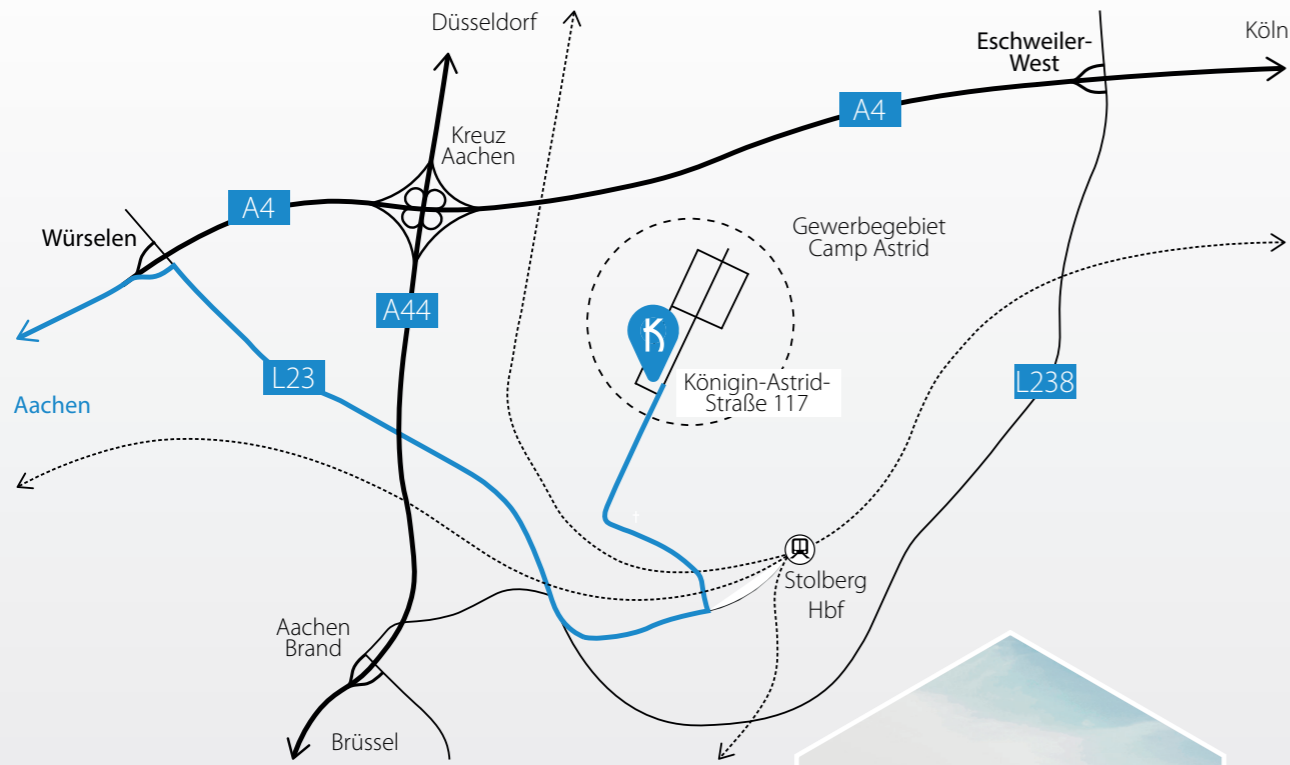 Düsseldorf
Köln
Eschweiler-
West
A4
Kreuz
Aachen
A4
Würselen
Gewerbegebiet
Camp Astrid
A44
K
L23
Königin-Astrid-
Straße 117
L238
Aachen
Stolberg
Hbf
Aachen
Brand
Brüssel